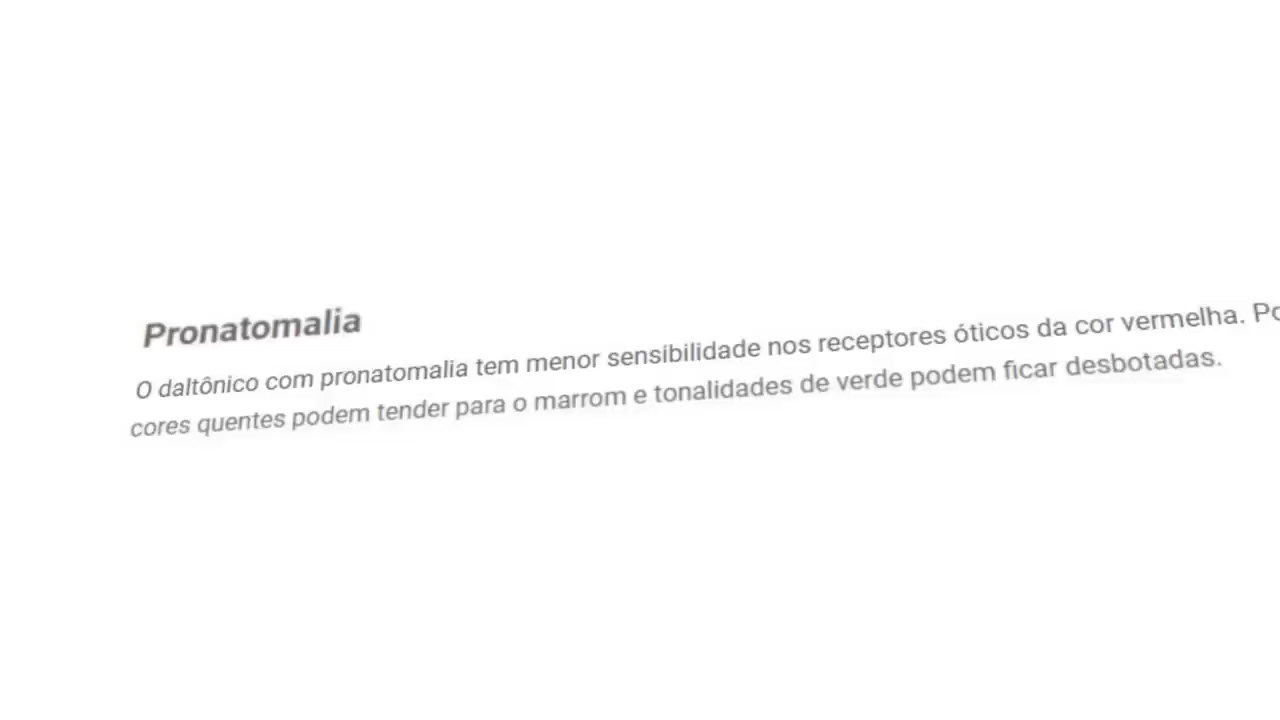 Pronatomalia
O daltônico com pronatomalia tem menor sensibilidade nos receptores óticos da cor vermelha. Po
cores quentes podem tender para o marrom e tonalidades de verde podem ficar desbotadas.